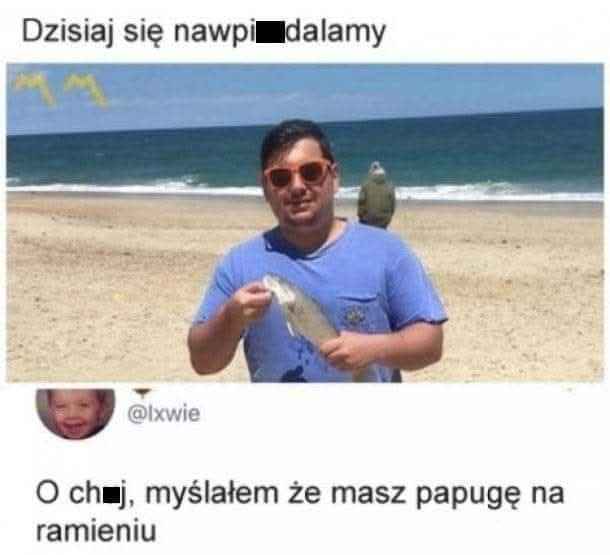 Dzisiaj się nawpi■dalamy
@lxwie
O ch■j, myślałem że masz papugę na
ramieniu